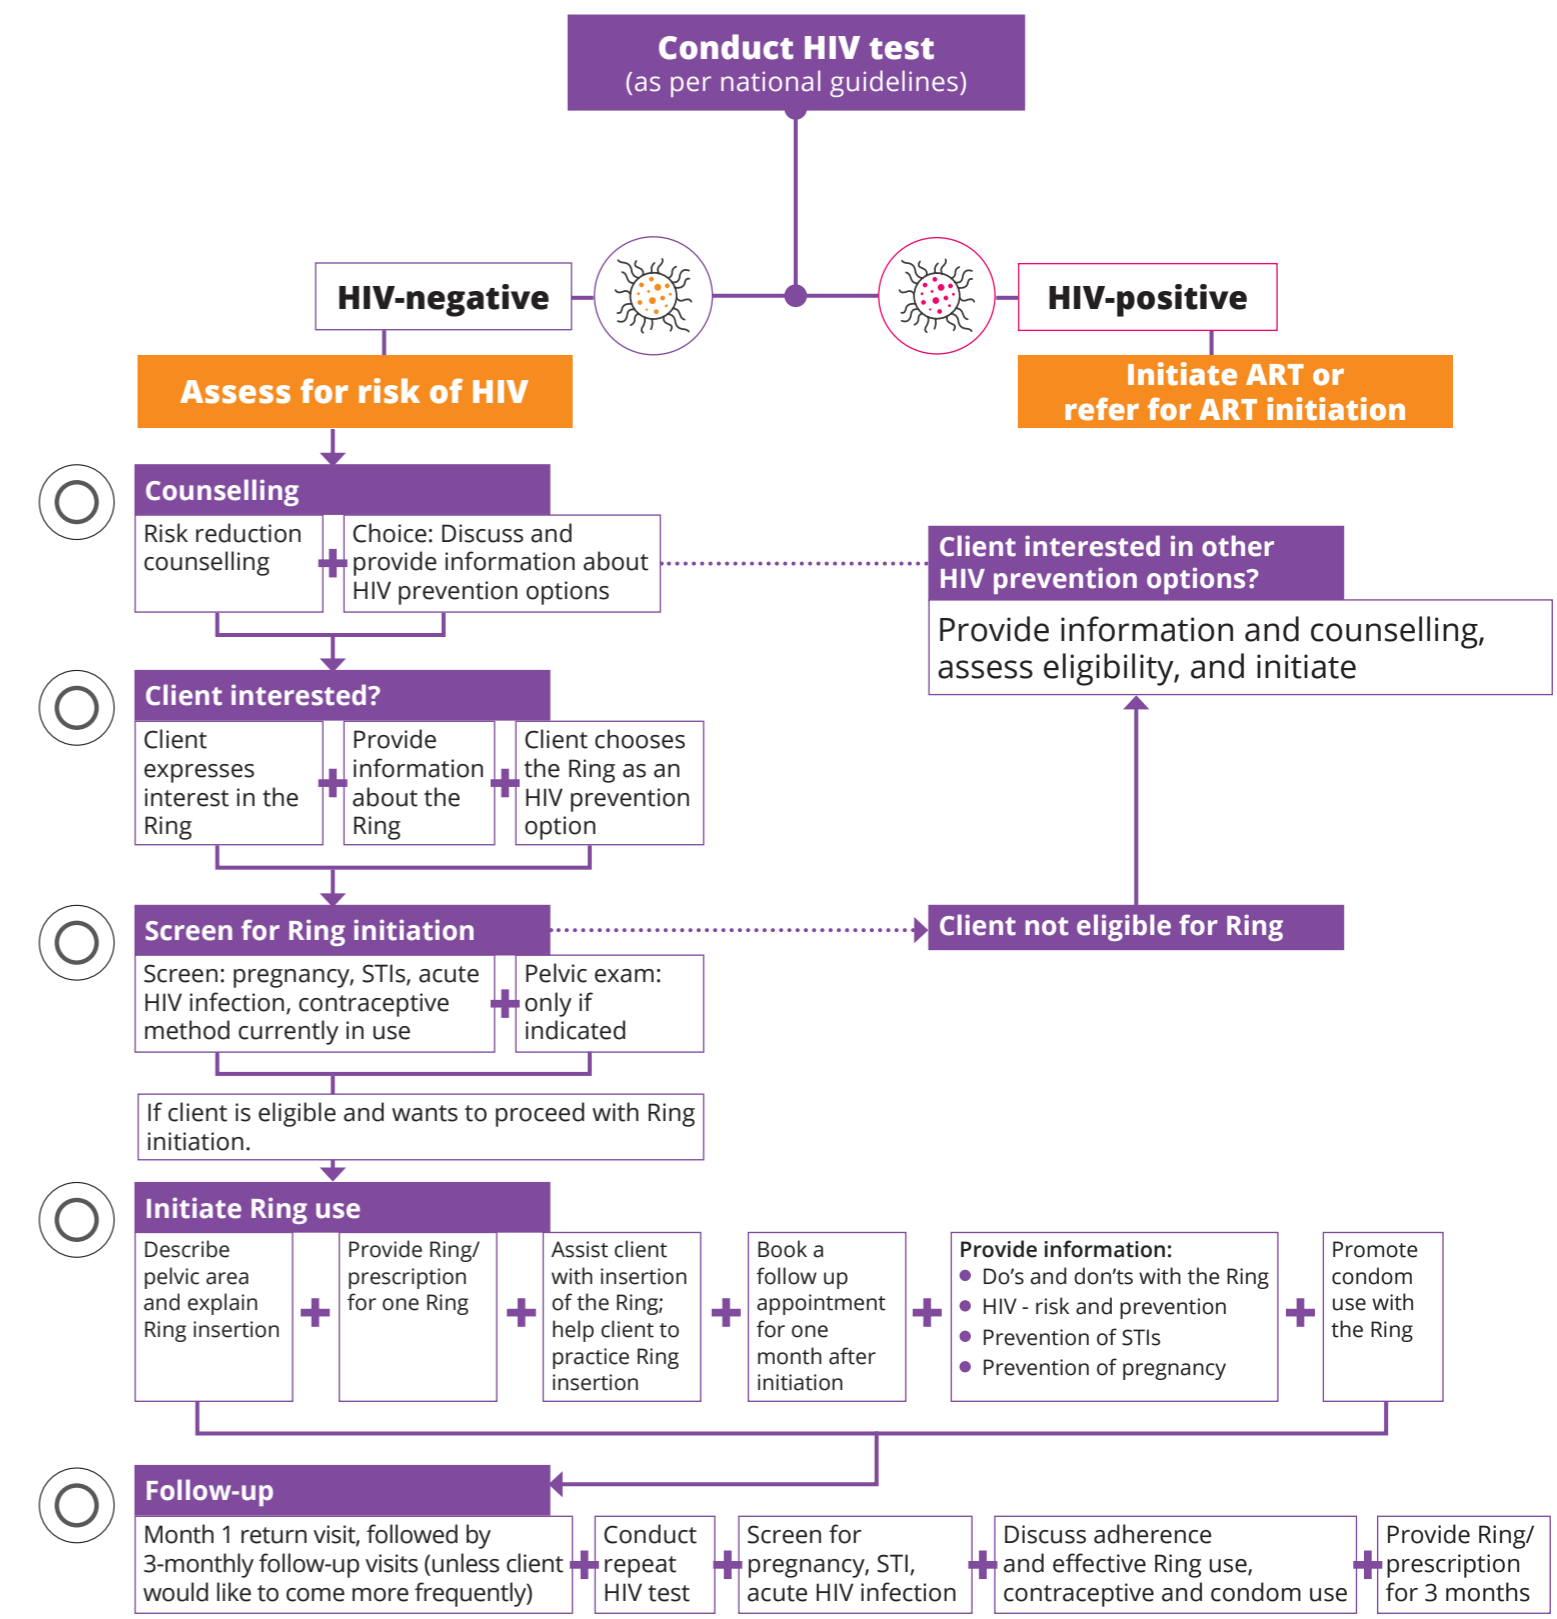 Conduct HIV test
(as per national guidelines)
HIV-negative
HIV-positive
Assess for risk of HIV
Initiate ART or
refer for ART initiation
Counselling
Risk reduction
counselling
Choice: Discuss and
provide information about
HIV prevention options
Client interested in other
HIV prevention options?
Provide information and counselling,
assess eligibility, and initiate
Client interested?
Client
expresses
interest in the
Ring
Provide
information
about the
Ring
Client chooses
the Ring as an
HIV prevention
option
Screen for Ring initiation
Client not eligible for Ring
Screen: pregnancy, STIs, acute
HIV infection, contraceptive
method currently in use
Pelvic exam:
only if
indicated
If client is eligible and wants to proceed with Ring
initiation.
Initiate Ring use
Describe
pelvic area
and explain
Ring insertion
Provide Ring/
prescription
for one Ring
Assist client
with insertion
of the Ring;
help client to
practice Ring
insertion
Book a
follow up
appointment
for one
month after
initiation
Provide information:
● Do's and don'ts with the Ring
● HIV - risk and prevention
● Prevention of STIs
● Prevention of pregnancy
Promote
condom
use with
the Ring
Follow-up
Month 1 return visit, followed by
3-monthly follow-up visits (unless client
would like to come more frequently)
Conduct
repeat
HIV test
Screen for
pregnancy, STI,
acute HIV infection
Discuss adherence
and effective Ring use,
contraceptive and condom use
Provide Ring/
prescription
for 3 months